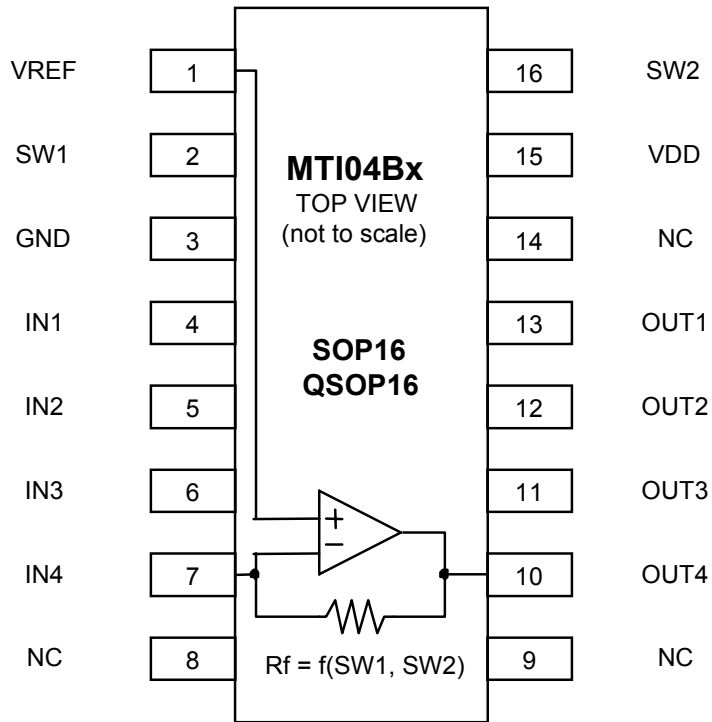 VREF 1 16 SW2
SW1 2 MTI04Bx 15 VDD
TOP VIEW
GND 3 (not to scale) 14 NC
IN1 4 13 OUT1
SOP16
QSOP16
IN2 5 12 OUT2
IN3 6 11 OUT3
+
−
IN4 7 10 OUT4
NC 8 Rf = f(SW1, SW2) 9 NC